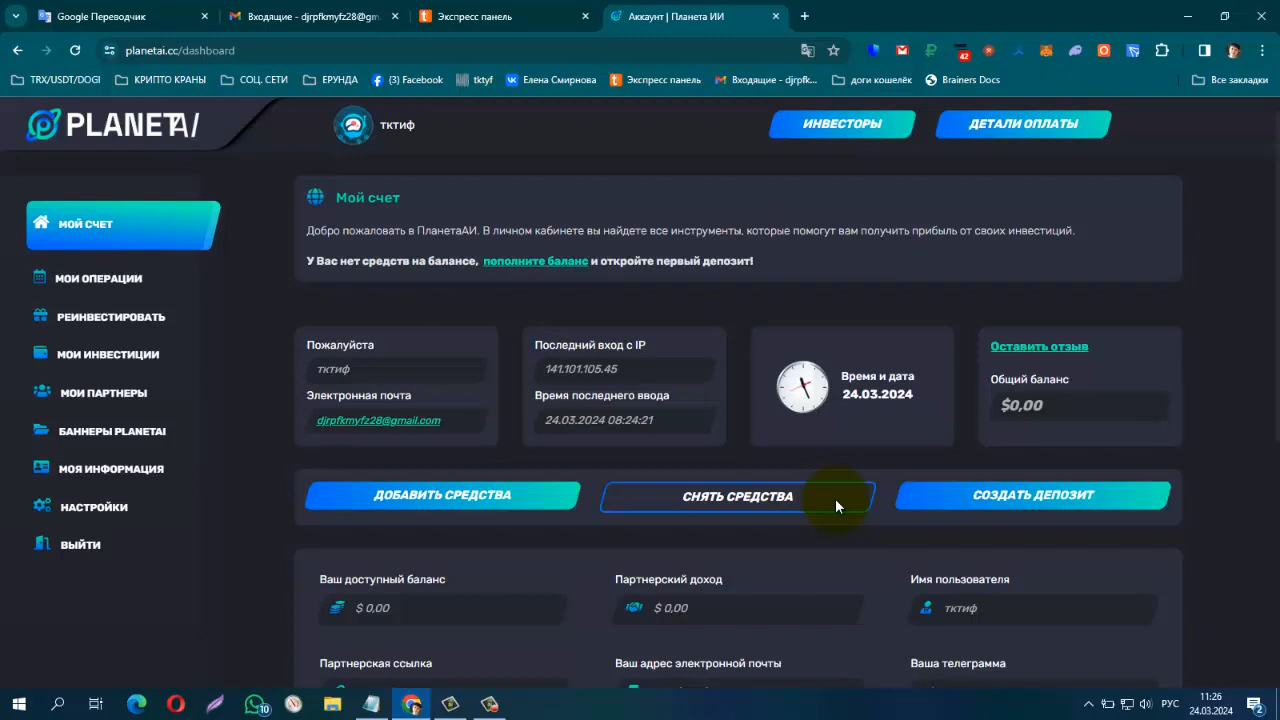 Google Переводчик
Входящие - djrpfkmyfz28@gm
Экспресс панель
Аккаунт | Планета ИИ
planetai.cc/dashboard
42
TRX/USDT/DOGI
КРИПТО КРАНЫ
СОЦ. СЕТИ
ЕРУНДА
(3) Facebook
tktyf
Елена Смирнова
Экспресс панель
Входящие - djrpfk...
доги кошелёк
Brainers Docs
Все закладки
PLANETAI
тктиф
ИНВЕСТОРЫ
ДЕТАЛИ ОПЛАТЫ
МОЙ СЧЕТ
МОИ ОПЕРАЦИИ
РЕИНВЕСТИРОВАТЬ
МОИ ИНВЕСТИЦИИ
МОИ ПАРТНЕРЫ
БАННЕРЫ PLANETAI
МОЯ ИНФОРМАЦИЯ
НАСТРОЙКИ
ВЫЙТИ
Мой счет
Добро пожаловать в ПланетаАИ. В личном кабинете вы найдете все инструменты, которые помогут вам получить прибыль от своих инвестиций.
У Вас нет средств на балансе, пополните баланс и откройте первый депозит!
Пожалуйста
тктиф
Электронная почта
djrpfkmyfz28@gmail.com
Последний вход с IP
141.101.105.45
Время последнего ввода
24.03.2024 08:24:21
Время и дата
24.03.2024
Оставить отзыв
Общий баланс
$0,00
ДОБАВИТЬ СРЕДСТВА
СНЯТЬ СРЕДСТВА
СОЗДАТЬ ДЕПОЗИТ
Ваш доступный баланс
$ 0,00
Партнерский доход
$ 0,00
Имя пользователя
тктиф
Партнерская ссылка
Ваш адрес электронной почты
Ваша телеграмма
10
РУС
11:26
24.03.2024
2